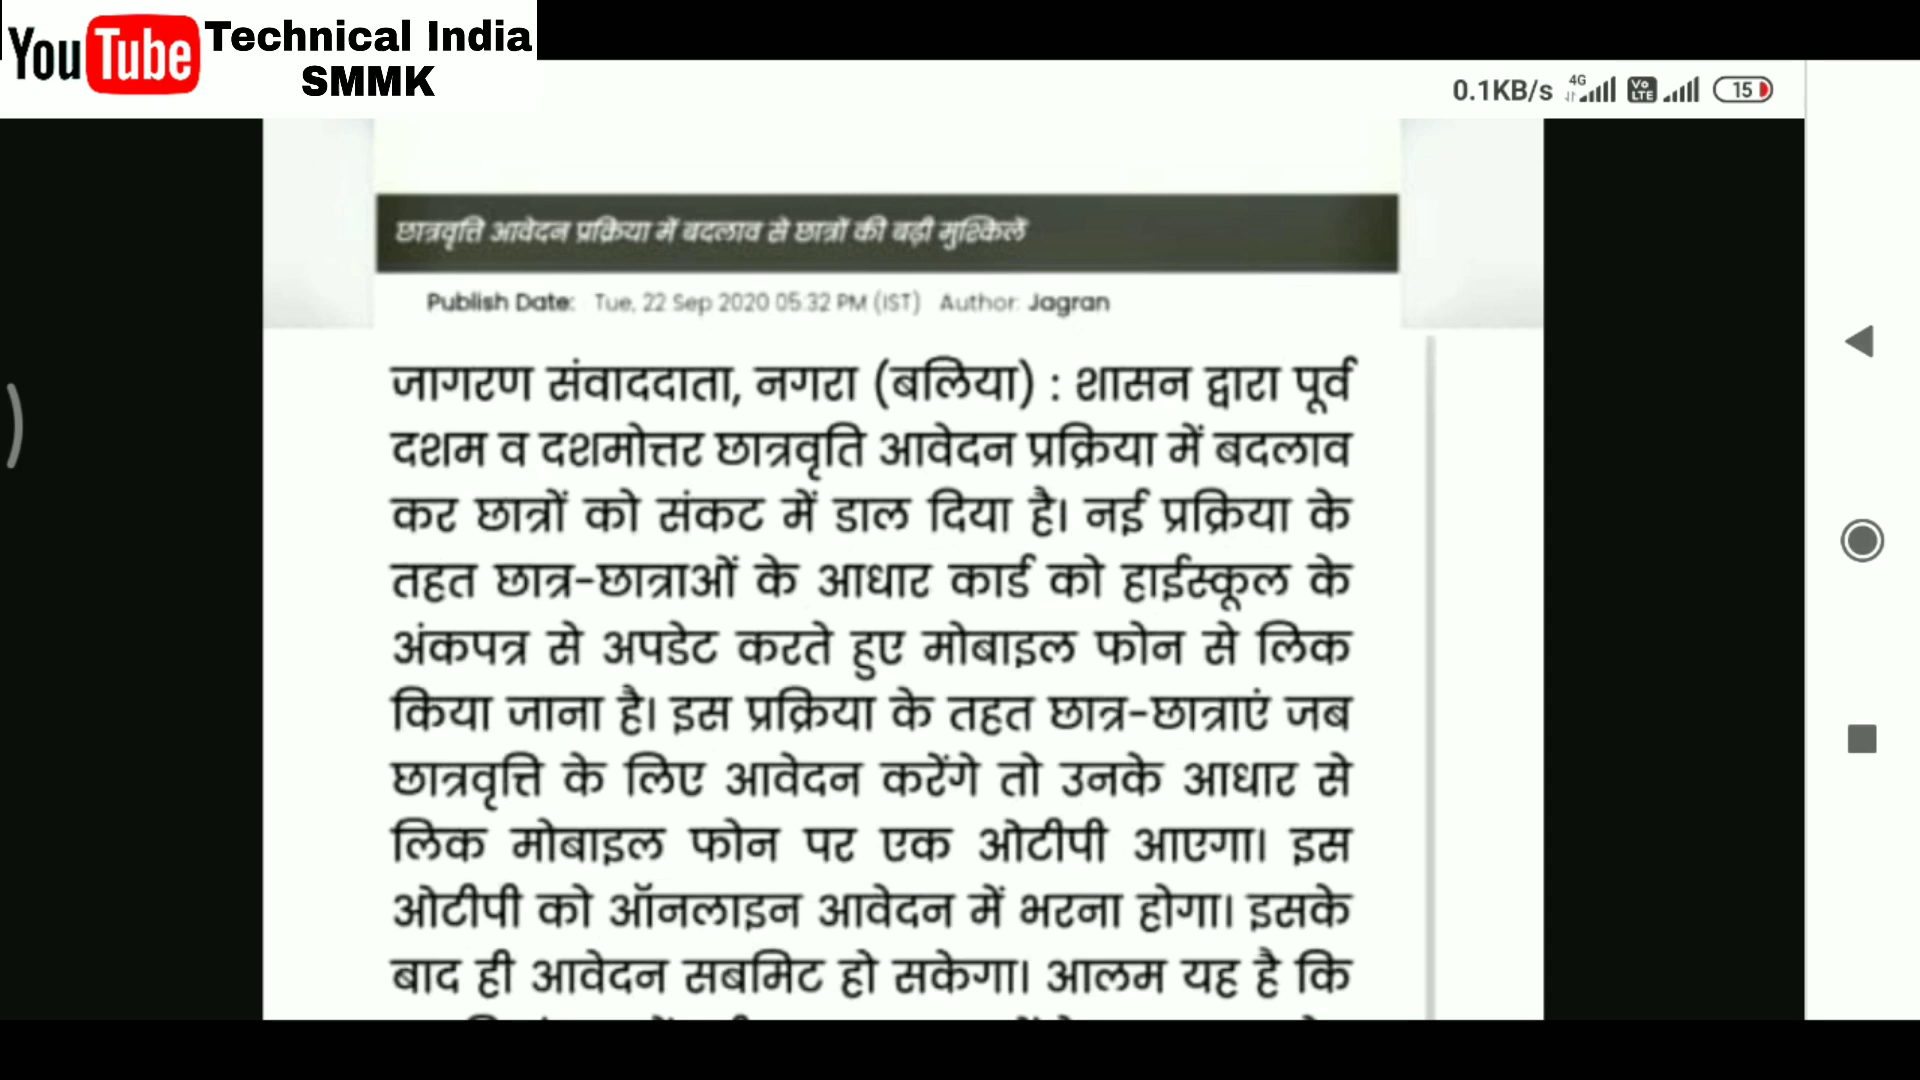 YouTube Technical India
SMMK
0.1KB/s 4G Vo LTE 15
छात्रवृत्ति आवेदन प्रक्रिया में बदलाव से छात्रों की बढ़ी मुश्किलें
Publish Date: Tue, 22 Sep 2020 05:32 PM (IST) Author: Jagran
जागरण संवाददाता, नगरा (बलिया) : शासन द्वारा पूर्व
दशम व दशमोत्तर छात्रवृति आवेदन प्रक्रिया में बदलाव
कर छात्रों को संकट में डाल दिया है। नई प्रक्रिया के
तहत छात्र-छात्राओं के आधार कार्ड को हाईस्कूल के
अंकपत्र से अपडेट करते हुए मोबाइल फोन से लिक
किया जाना है। इस प्रक्रिया के तहत छात्र-छात्राएं जब
छात्रवृत्ति के लिए आवेदन करेंगे तो उनके आधार से
लिक मोबाइल फोन पर एक ओटीपी आएगा। इस
ओटीपी को ऑनलाइन आवेदन में भरना होगा। इसके
बाद ही आवेदन सबमिट हो सकेगा। आलम यह है कि